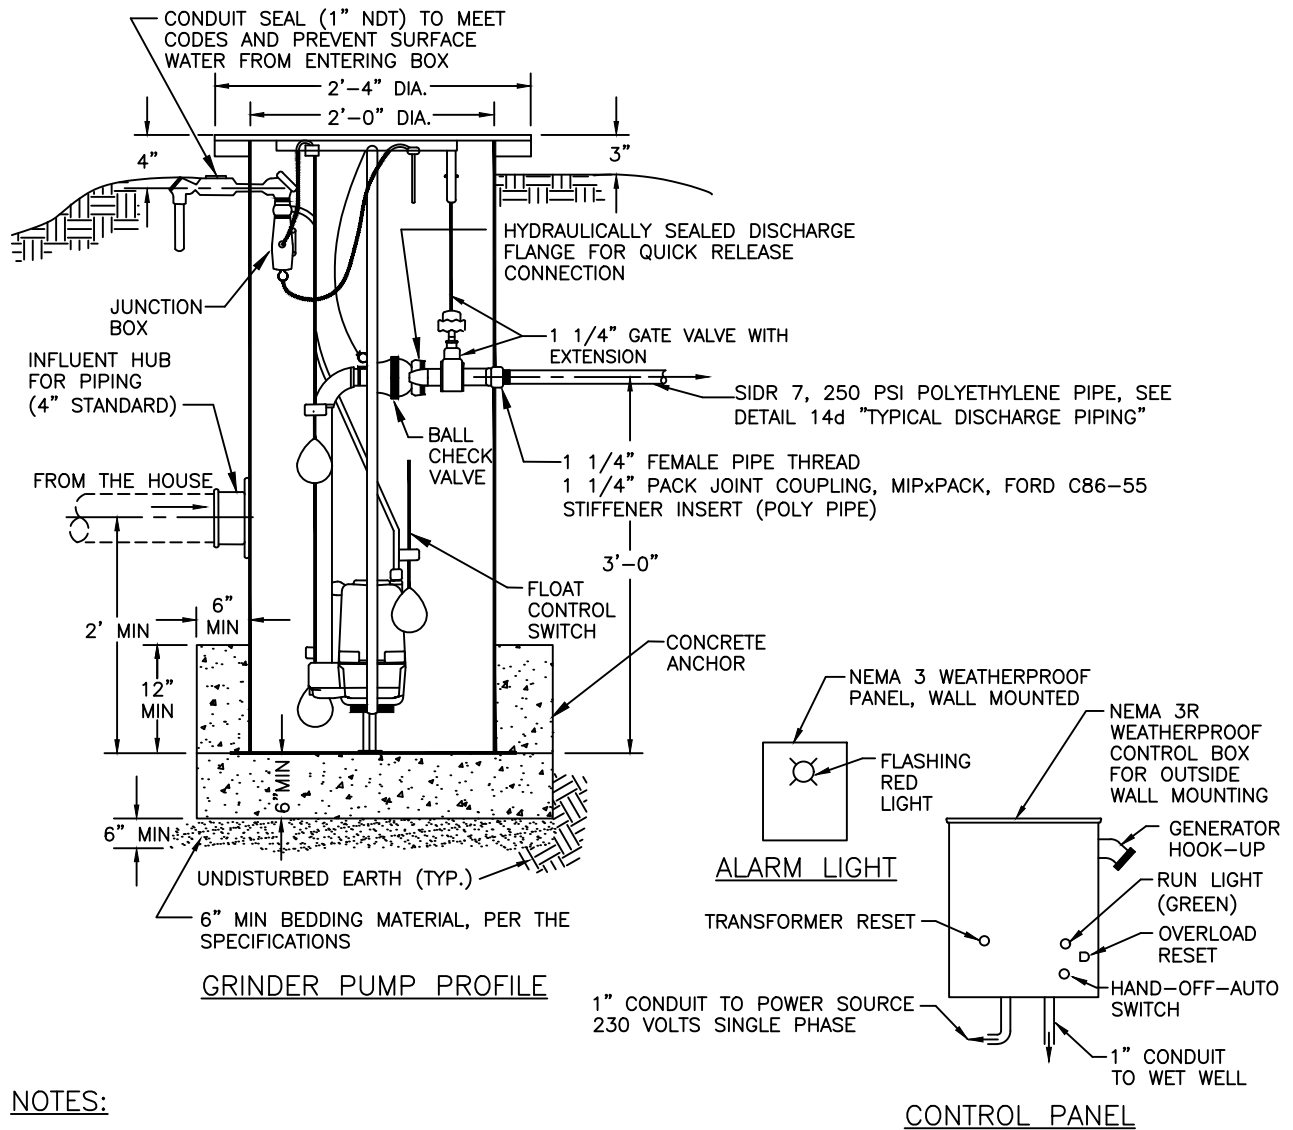 CONDUIT SEAL (1” NDT) TO MEET
CODES AND PREVENT SURFACE
WATER FROM ENTERING BOX
2’-4” DIA.
2’-0” DIA.
4”
3”
HYDRAULICALLY SEALED DISCHARGE
FLANGE FOR QUICK RELEASE
CONNECTION
JUNCTION
BOX
1 1/4” GATE VALVE WITH
EXTENSION
INFLUENT HUB
FOR PIPING
(4” STANDARD)
SIDR 7, 250 PSI POLYETHYLENE PIPE, SEE
DETAIL 14d ”TYPICAL DISCHARGE PIPING”
BALL
CHECK
VALVE
FROM THE HOUSE
1 1/4” FEMALE PIPE THREAD
1 1/4” PACK JOINT COUPLING, MIPxPACK, FORD C86-55
STIFFENER INSERT (POLY PIPE)
3’-0”
FLOAT
CONTROL
SWITCH
6”
MIN
2’ MIN
CONCRETE
ANCHOR
12”
MIN
6” MIN
6” MIN
UNDISTURBED EARTH (TYP.)
6” MIN BEDDING MATERIAL, PER THE
SPECIFICATIONS
GRINDER PUMP PROFILE
NEMA 3 WEATHERPROOF
PANEL, WALL MOUNTED
FLASHING
RED
LIGHT
ALARM LIGHT
NEMA 3R
WEATHERPROOF
CONTROL BOX
FOR OUTSIDE
WALL MOUNTING
GENERATOR
HOOK-UP
RUN LIGHT
(GREEN)
TRANSFORMER RESET
OVERLOAD
RESET
HAND-OFF-AUTO
SWITCH
1” CONDUIT TO POWER SOURCE
230 VOLTS SINGLE PHASE
1” CONDUIT
TO WET WELL
CONTROL PANEL
NOTES: